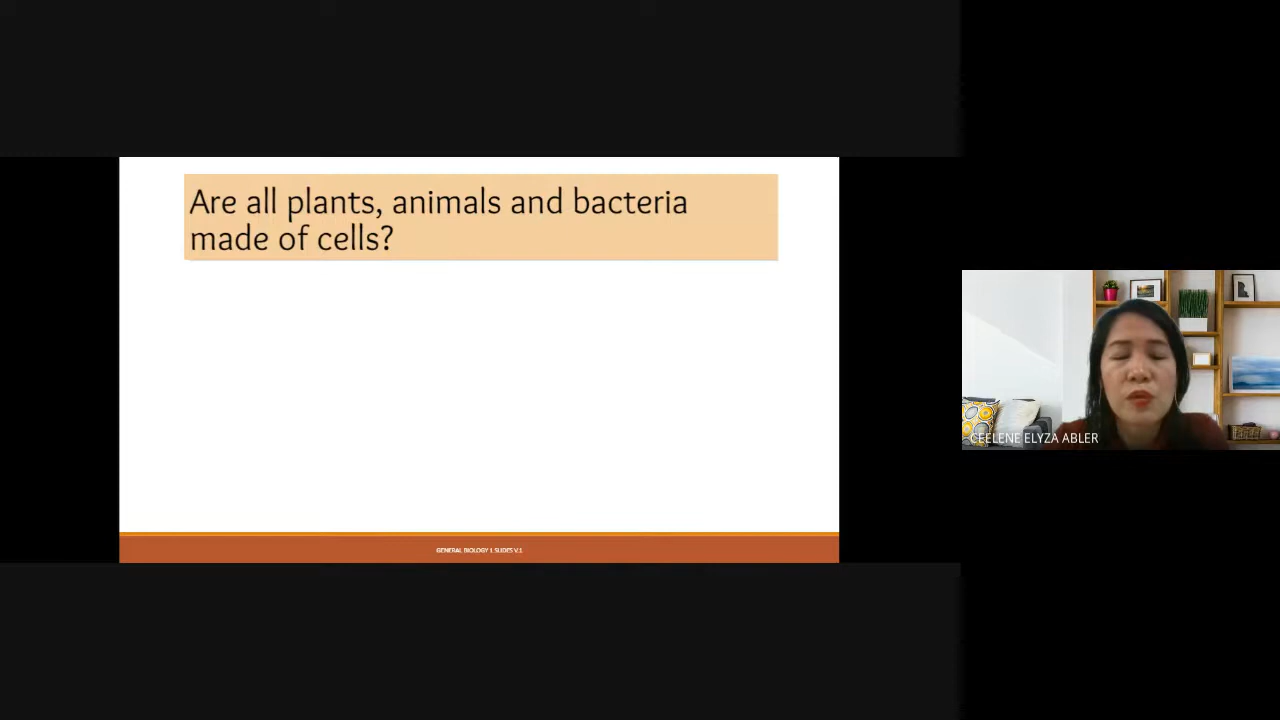 Are all plants, animals and bacteria
made of cells?
CEELENE ELYZA ABLER
GENERAL BIOLOGY 1 SLIDES V.1